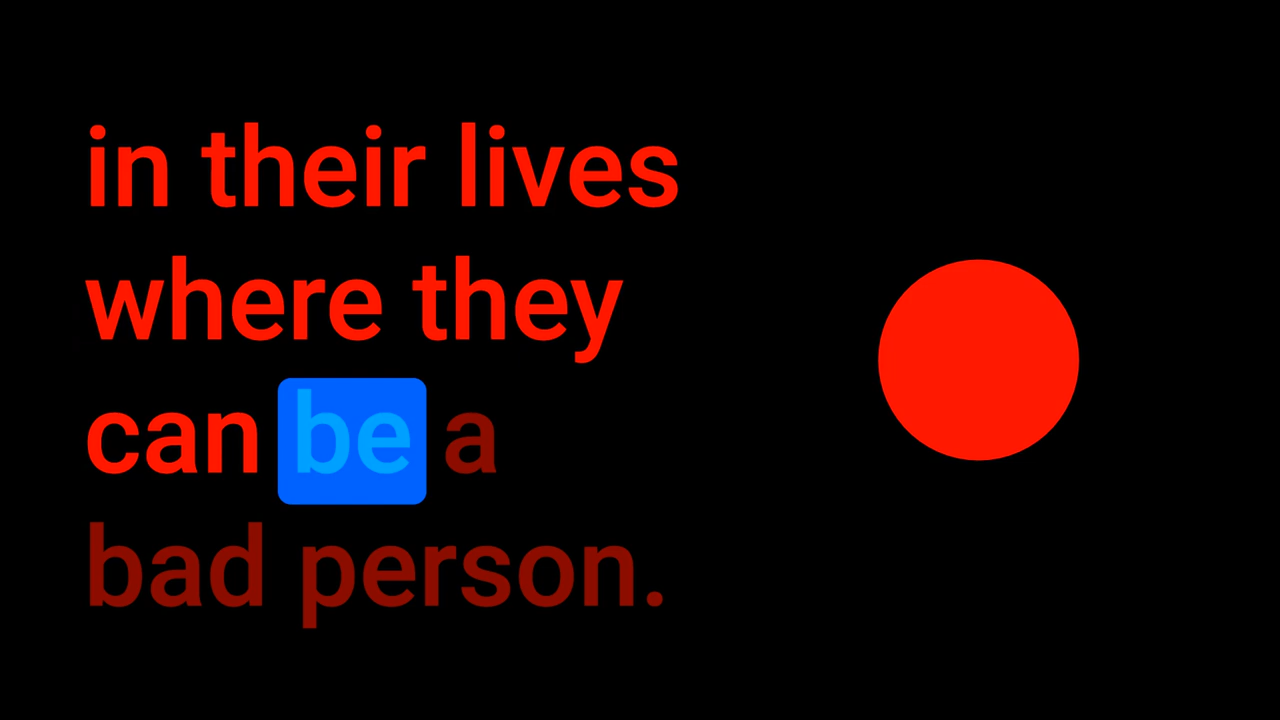 in their lives
where they
can be a
bad person.